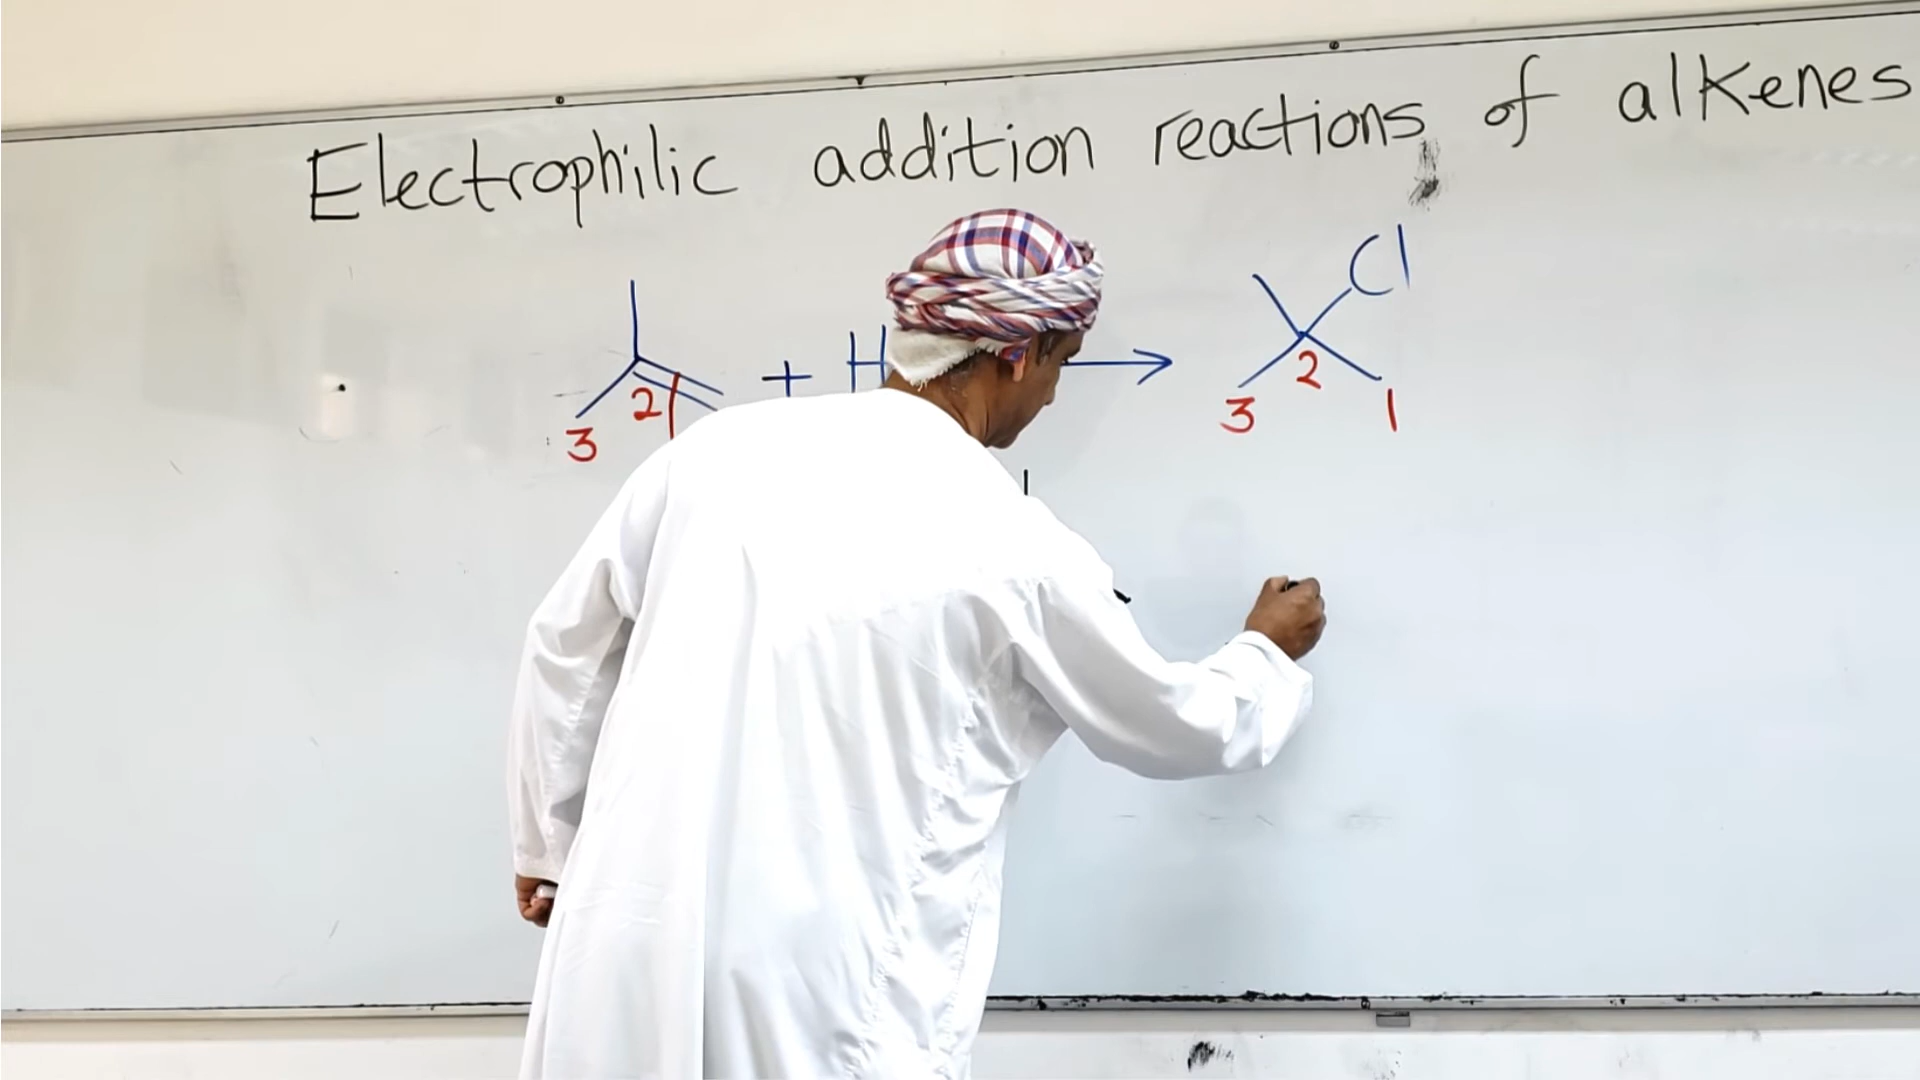 Electrophilic addition reactions of alkenes
+ H → Cl
3 2 3 2 1